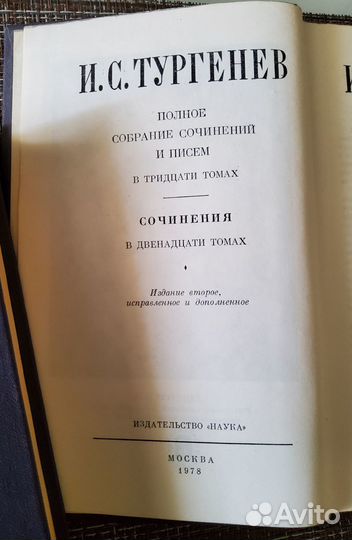 И.С.ТУРГЕНЕВ
ПОЛНОЕ
СОБРАНИЕ СОЧИНЕНИЙ
И ПИСЕМ
В ТРИДЦАТИ ТОМАХ
СОЧИНЕНИЯ
В ДВЕНАДЦАТИ ТОМАХ
Издание второе,
исправленное и дополненное
ИЗДАТЕЛЬСТВО «НАУКА»
МОСКВА
1978
Avito